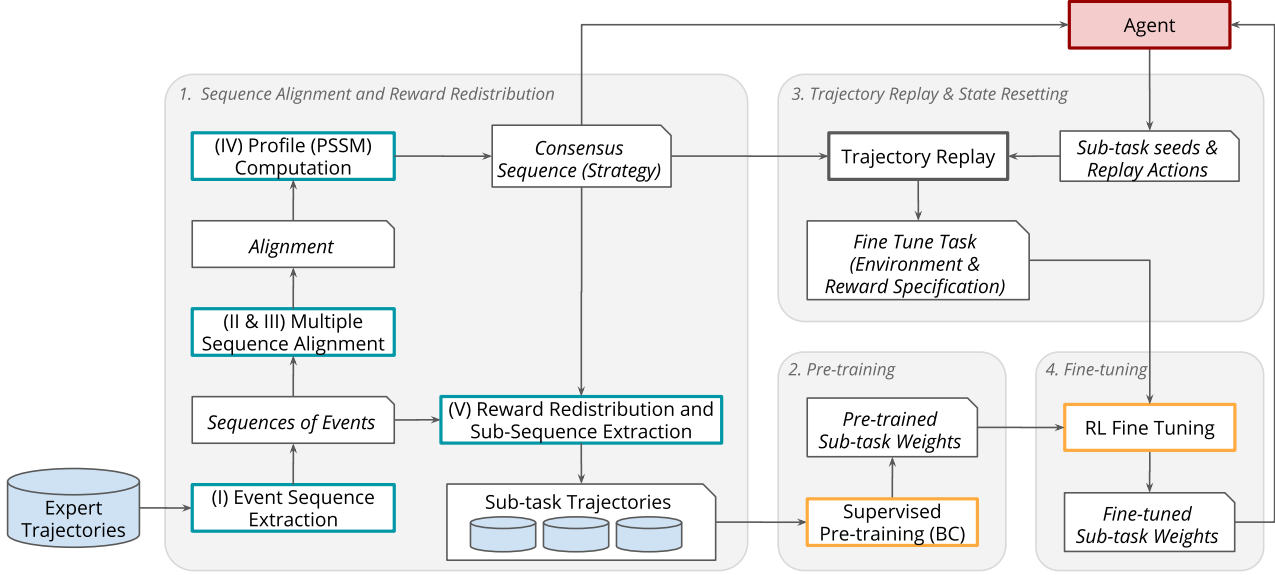 Agent
1. Sequence Alignment and Reward Redistribution
(IV) Profile (PSSM)
Computation
Consensus
Sequence (Strategy)
Alignment
(II & III) Multiple
Sequence Alignment
Sequences of Events
(V) Reward Redistribution and
Sub-Sequence Extraction
Expert
Trajectories
(I) Event Sequence
Extraction
Sub-task Trajectories
3. Trajectory Replay & State Resetting
Trajectory Replay
Sub-task seeds &
Replay Actions
Fine Tune Task
(Environment &
Reward Specification)
2. Pre-training
Pre-trained
Sub-task Weights
Supervised
Pre-training (BC)
4. Fine-tuning
RL Fine Tuning
Fine-tuned
Sub-task Weights